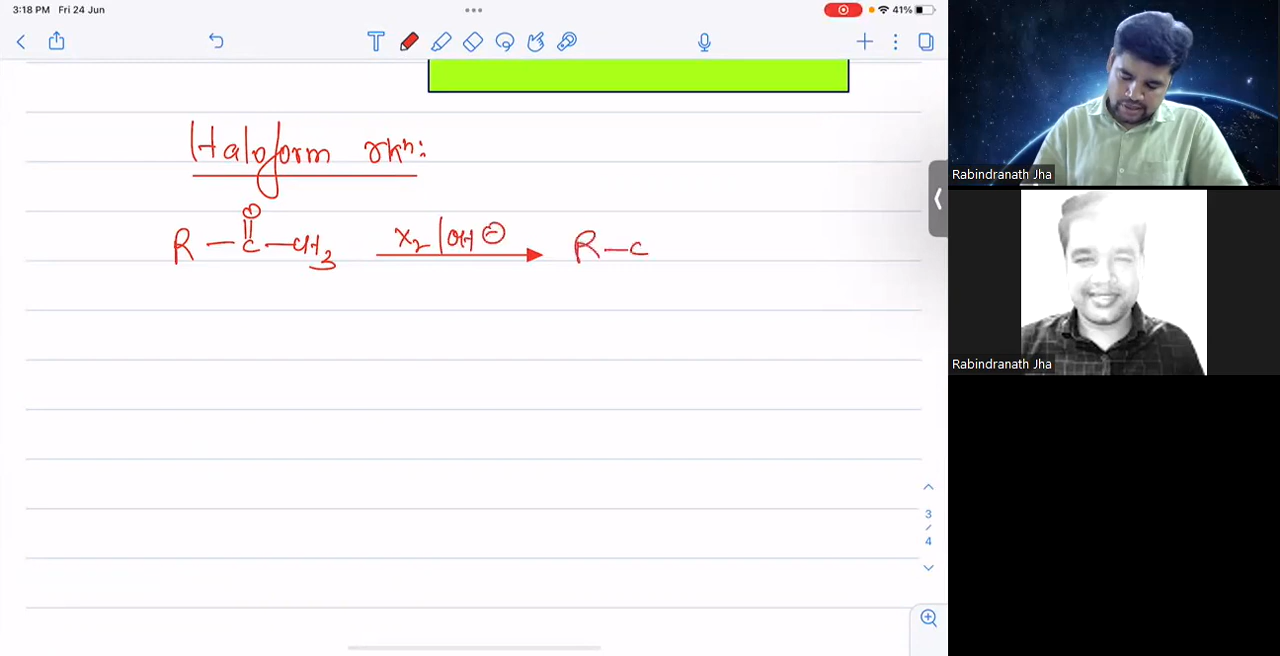 3:18 PM Fri 24 Jun
41%
Haloform rxn:
O
R — C — CH3 X2 | OH ⊖ R — C
Rabindranath Jha
Rabindranath Jha
3
4